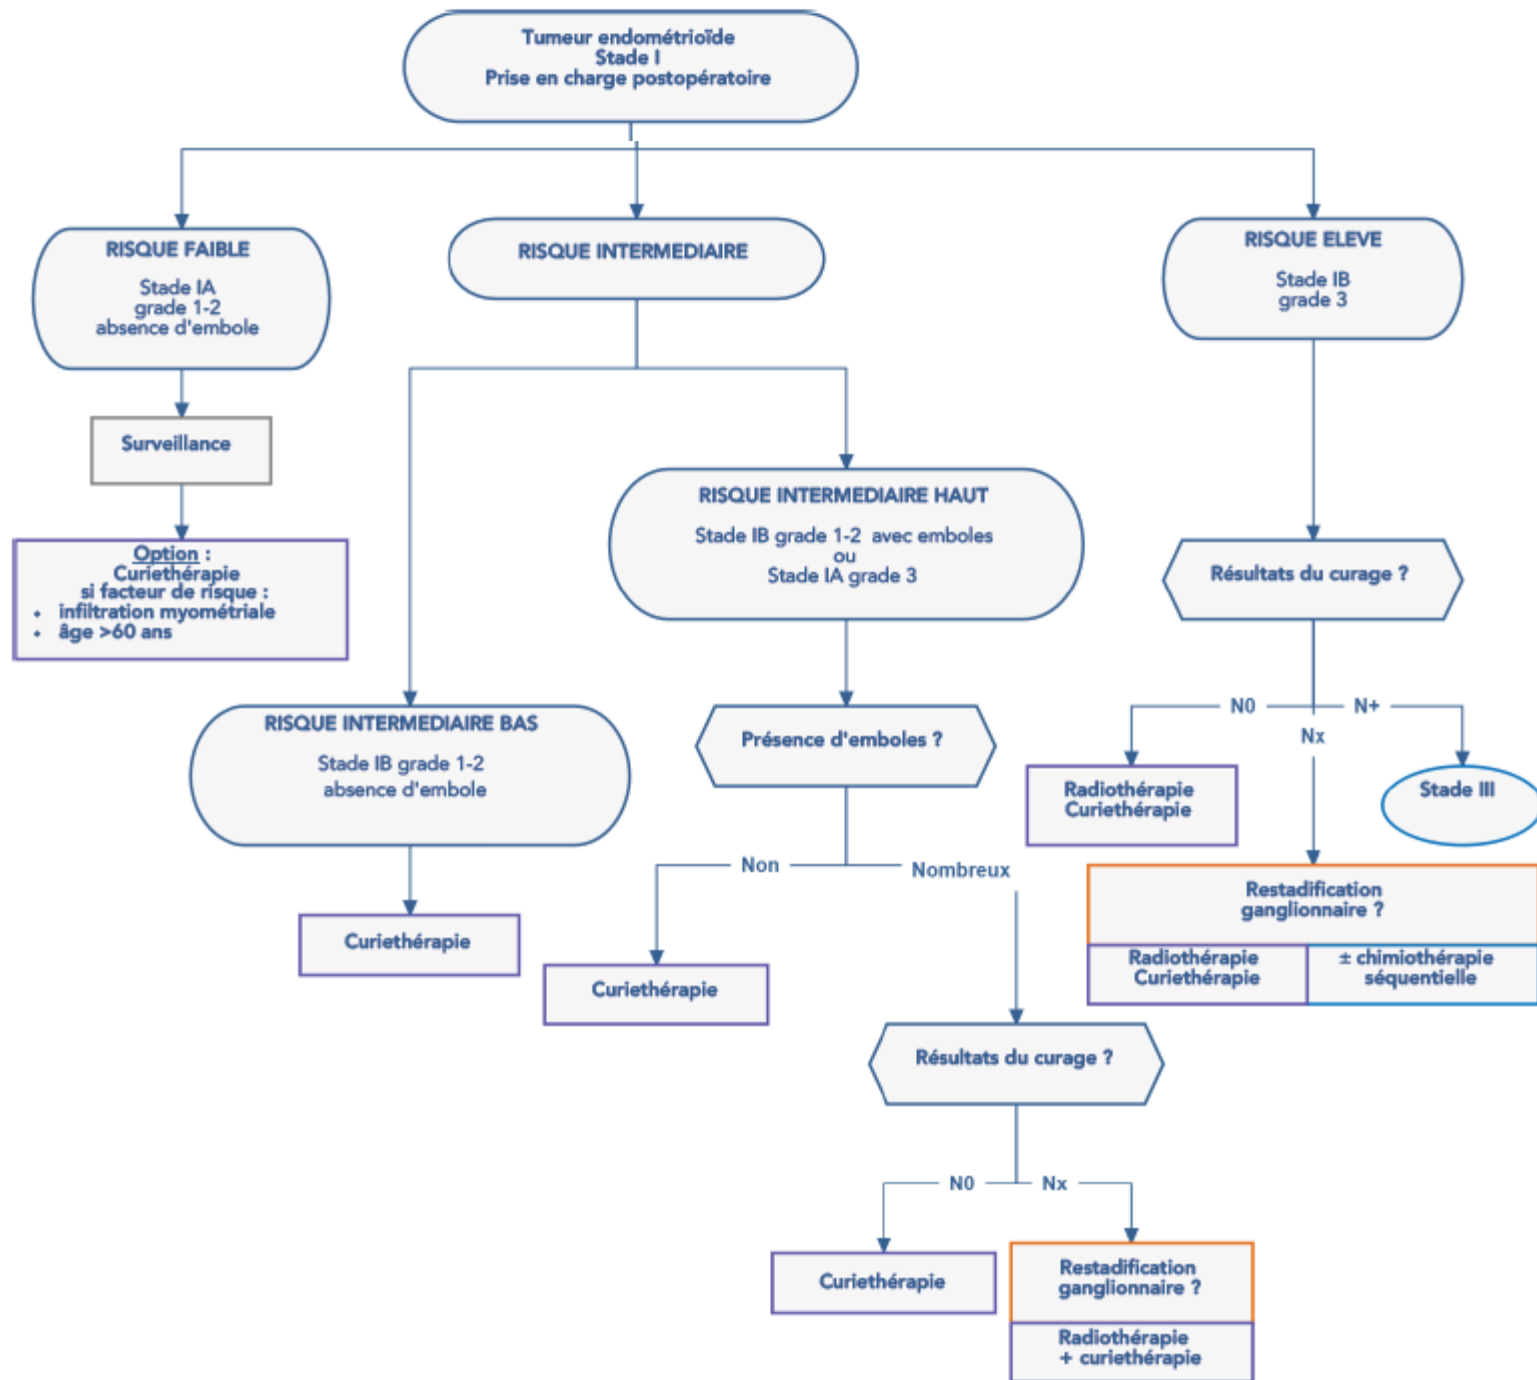 Tumeur endométrioïde
Stade I
Prise en charge postopératoire
RISQUE FAIBLE
Stade IA
grade 1-2
absence d'embole
RISQUE INTERMEDIAIRE
RISQUE ELEVE
Stade IB
grade 3
Surveillance
Option :
Curiethérapie
si facteur de risque :
• infiltration myométriale
• âge >60 ans
RISQUE INTERMEDIAIRE HAUT
Stade IB grade 1-2 avec emboles
ou
Stade IA grade 3
Résultats du curage ?
RISQUE INTERMEDIAIRE BAS
Stade IB grade 1-2
absence d'embole
Présence d'emboles ?
N0
N+
Nx
Radiothérapie
Curiethérapie
Stade III
Non
Nombreux
Restadification
ganglionnaire ?
Radiothérapie
Curiethérapie
± chimiothérapie
séquentielle
Curiethérapie
Curiethérapie
Résultats du curage ?
N0
Nx
Curiethérapie
Restadification
ganglionnaire ?
Radiothérapie
+ curiethérapie